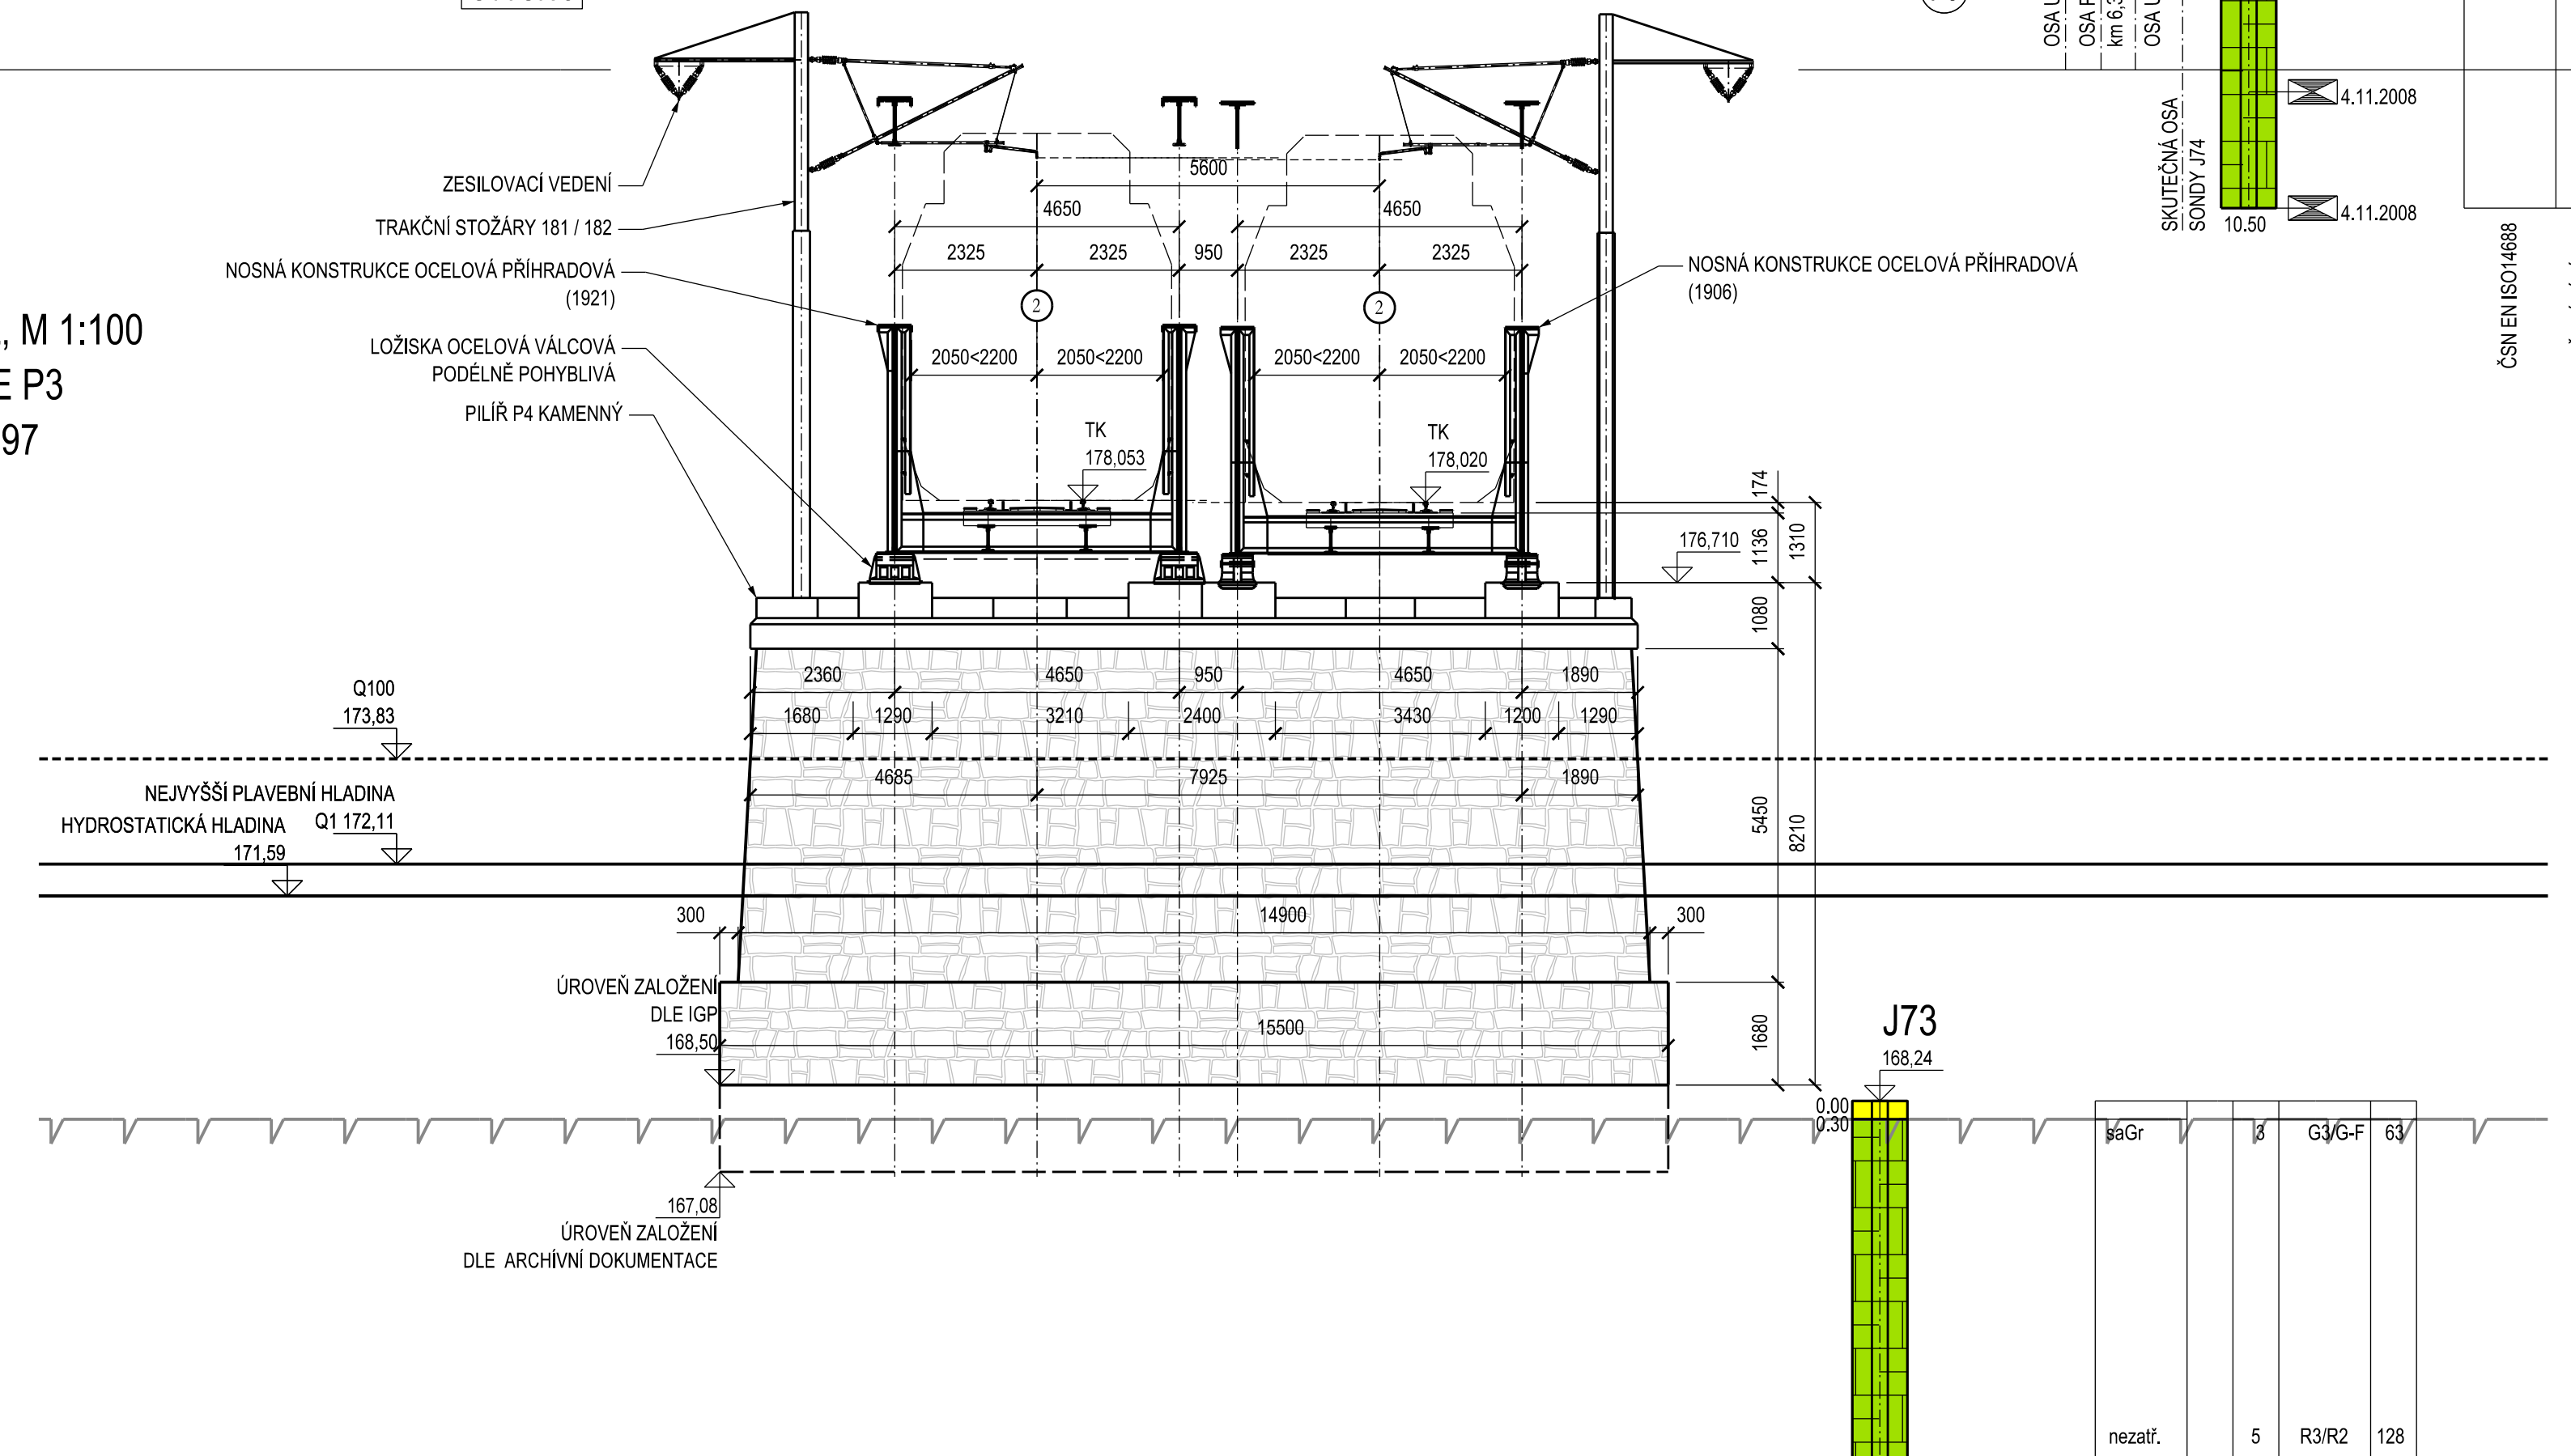 4.11.2008
4.11.2008
10.50
SKUTEČNÁ OSA
SONDY J74
OSA
OSA
km 6,3
OSA
ČSN EN ISO14688
, M 1:100
E P3
97
ZESILOVACÍ VEDENÍ
TRAKČNÍ STOŽÁRY 181 / 182
NOSNÁ KONSTRUKCE OCELOVÁ PŘÍHRADOVÁ
(1921)
LOŽISKA OCELOVÁ VÁLCOVÁ
PODÉLNĚ POHYBLIVÁ
PILÍŘ P4 KAMENNÝ
NOSNÁ KONSTRUKCE OCELOVÁ PŘÍHRADOVÁ
(1906)
5600
4650 4650
2325 2325 950 2325 2325
2 2
2050<2200 2050<2200 2050<2200 2050<2200
TK
178,053
TK
178,020
176,710
174
1136
1310
1080
5450
8210
1680
2360 4650 950 4650 1890
1680 1290 3210 2400 3430 1200 1290
4685 7925 1890
Q100
173,83
NEJVYŠŠÍ PLAVEBNÍ HLADINA
Q1 172,11
HYDROSTATICKÁ HLADINA
171,59
300 14900 300
ÚROVEŇ ZALOŽENÍ
DLE IGP
168,50
15500
167,08
ÚROVEŇ ZALOŽENÍ
DLE ARCHÍVNÍ DOKUMENTACE
J73
168,24
0.00
0.30
saGr 3 G3/G-F 63
nezatř. 5 R3/R2 128